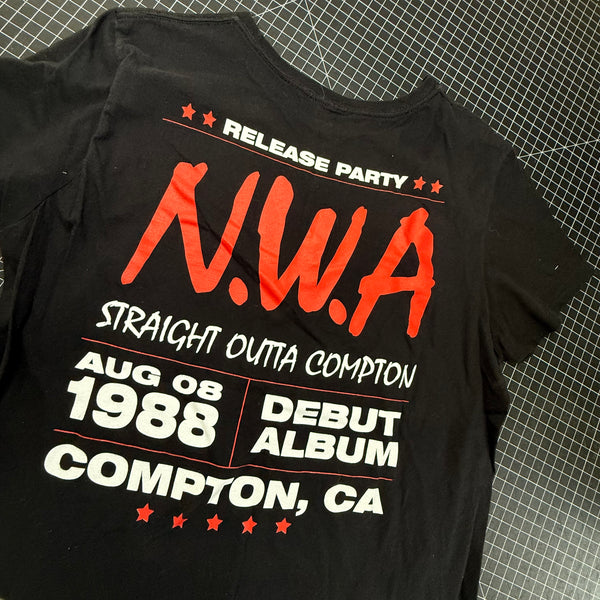 RELEASE PARTY
N.W.A
STRAIGHT OUTTA COMPTON
AUG 08
1988
DEBUT
ALBUM
COMPTON, CA